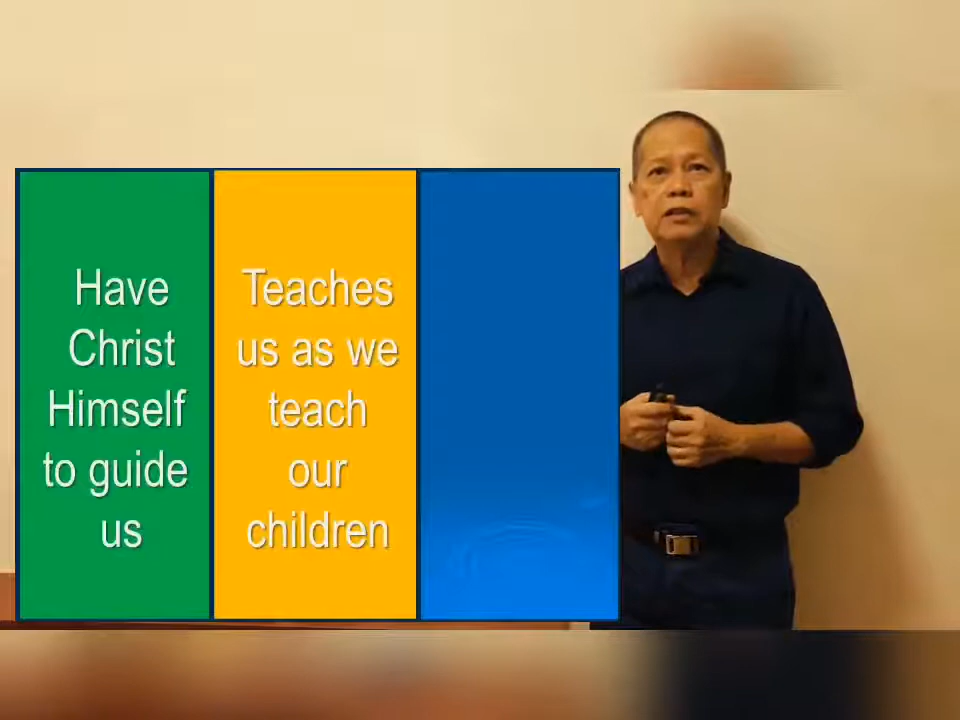 Have
Christ
Himself
to guide
us
Teaches
us as we
teach
our
children